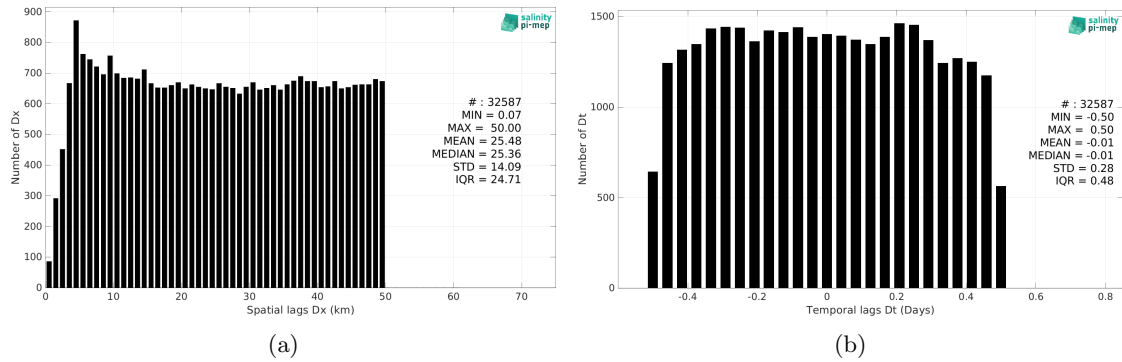 900
800
700
600
500
400
300
200
100
0
Number of Dx
0 10 20 30 40 50 60 70
Spatial lags Dx (km)
salinity
pi-mep
# : 32587
MIN = 0.07
MAX = 50.00
MEAN = 25.48
MEDIAN = 25.36
STD = 14.09
IQR = 24.71
(a)
1500
1000
500
0
Number of Dt
-0.4 -0.2 0 0.2 0.4 0.6 0.8
Temporal lags Dt (Days)
salinity
pi-mep
# : 32587
MIN = -0.50
MAX = 0.50
MEAN = -0.01
MEDIAN = -0.01
STD = 0.28
IQR = 0.48
(b)